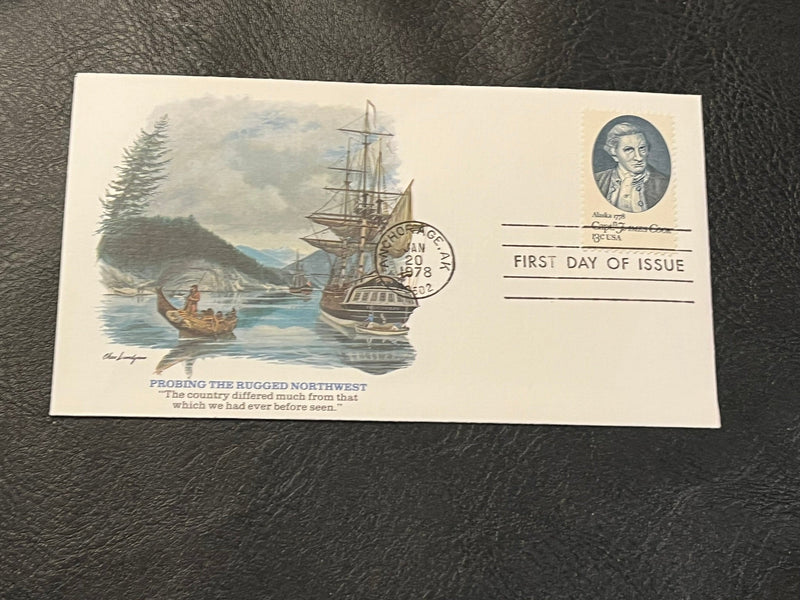 Alaska 1778
Capt. James Cook
13c USA
ANCHORAGE, AK
JAN
20
1978
FIRST DAY OF ISSUE
PROBING THE RUGGED NORTHWEST
"The country differed much from that
which we had ever before seen."